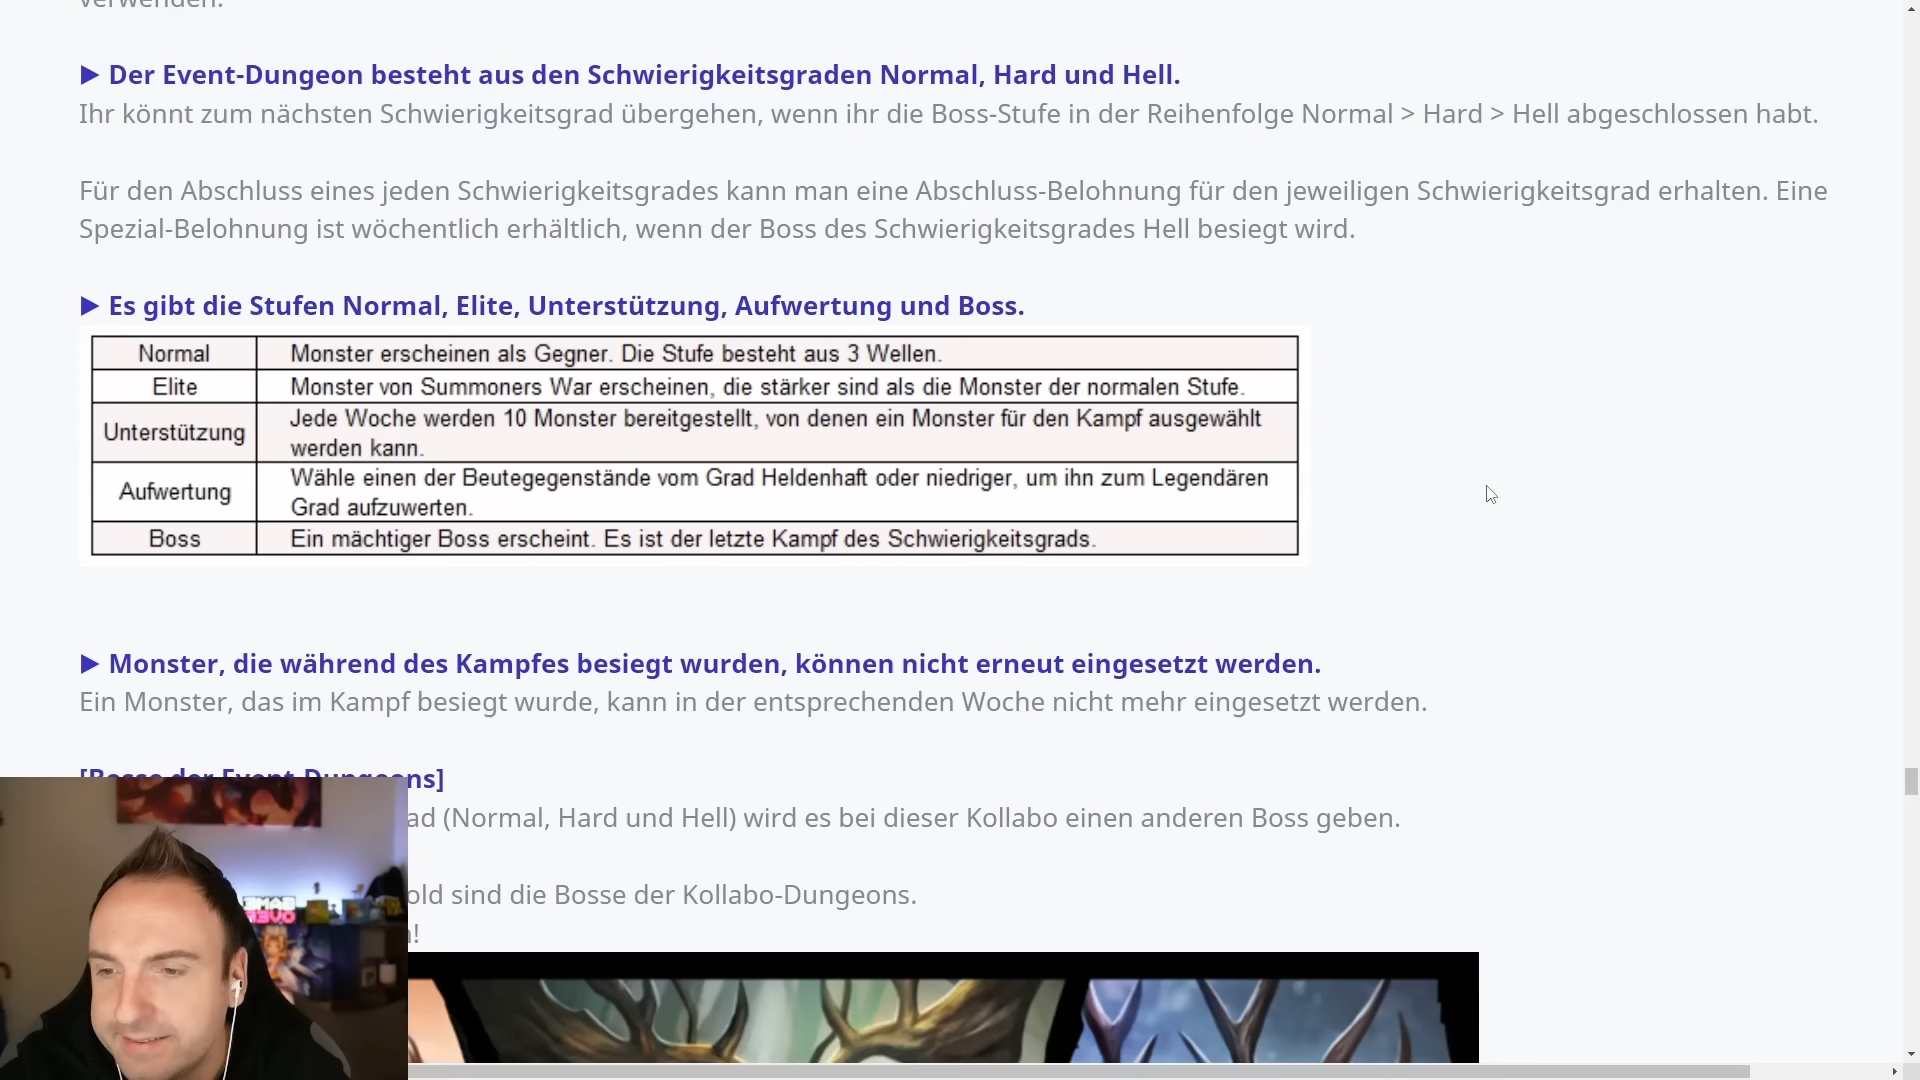 verwenden.
▶ Der Event-Dungeon besteht aus den Schwierigkeitsgraden Normal, Hard und Hell.
Ihr könnt zum nächsten Schwierigkeitsgrad übergehen, wenn ihr die Boss-Stufe in der Reihenfolge Normal > Hard > Hell abgeschlossen habt.
Für den Abschluss eines jeden Schwierigkeitsgrades kann man eine Abschluss-Belohnung für den jeweiligen Schwierigkeitsgrad erhalten. Eine
Spezial-Belohnung ist wöchentlich erhältlich, wenn der Boss des Schwierigkeitsgrades Hell besiegt wird.
▶ Es gibt die Stufen Normal, Elite, Unterstützung, Aufwertung und Boss.
Normal Monster erscheinen als Gegner. Die Stufe besteht aus 3 Wellen.
Elite Monster von Summoners War erscheinen, die stärker sind als die Monster der normalen Stufe.
Unterstützung Jede Woche werden 10 Monster bereitgestellt, von denen ein Monster für den Kampf ausgewählt
werden kann.
Aufwertung Wähle einen der Beutegegenstände vom Grad Heldenhaft oder niedriger, um ihn zum Legendären
Grad aufzuwerten.
Boss Ein mächtiger Boss erscheint. Es ist der letzte Kampf des Schwierigkeitsgrads.
▶ Monster, die während des Kampfes besiegt wurden, können nicht erneut eingesetzt werden.
Ein Monster, das im Kampf besiegt wurde, kann in der entsprechenden Woche nicht mehr eingesetzt werden.
[Bosse der Event-Dungeons]
ad (Normal, Hard und Hell) wird es bei dieser Kollabo einen anderen Boss geben.
old sind die Bosse der Kollabo-Dungeons.
!